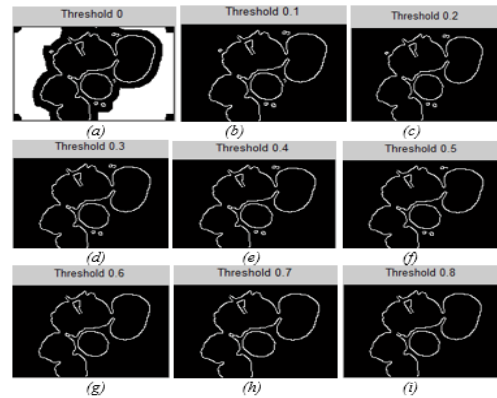 Threshold 0 Threshold 0.1 Threshold 0.2
(a) (b) (c)
Threshold 0.3 Threshold 0.4 Threshold 0.5
(d) (e) (f)
Threshold 0.6 Threshold 0.7 Threshold 0.8
(g) (h) (i)